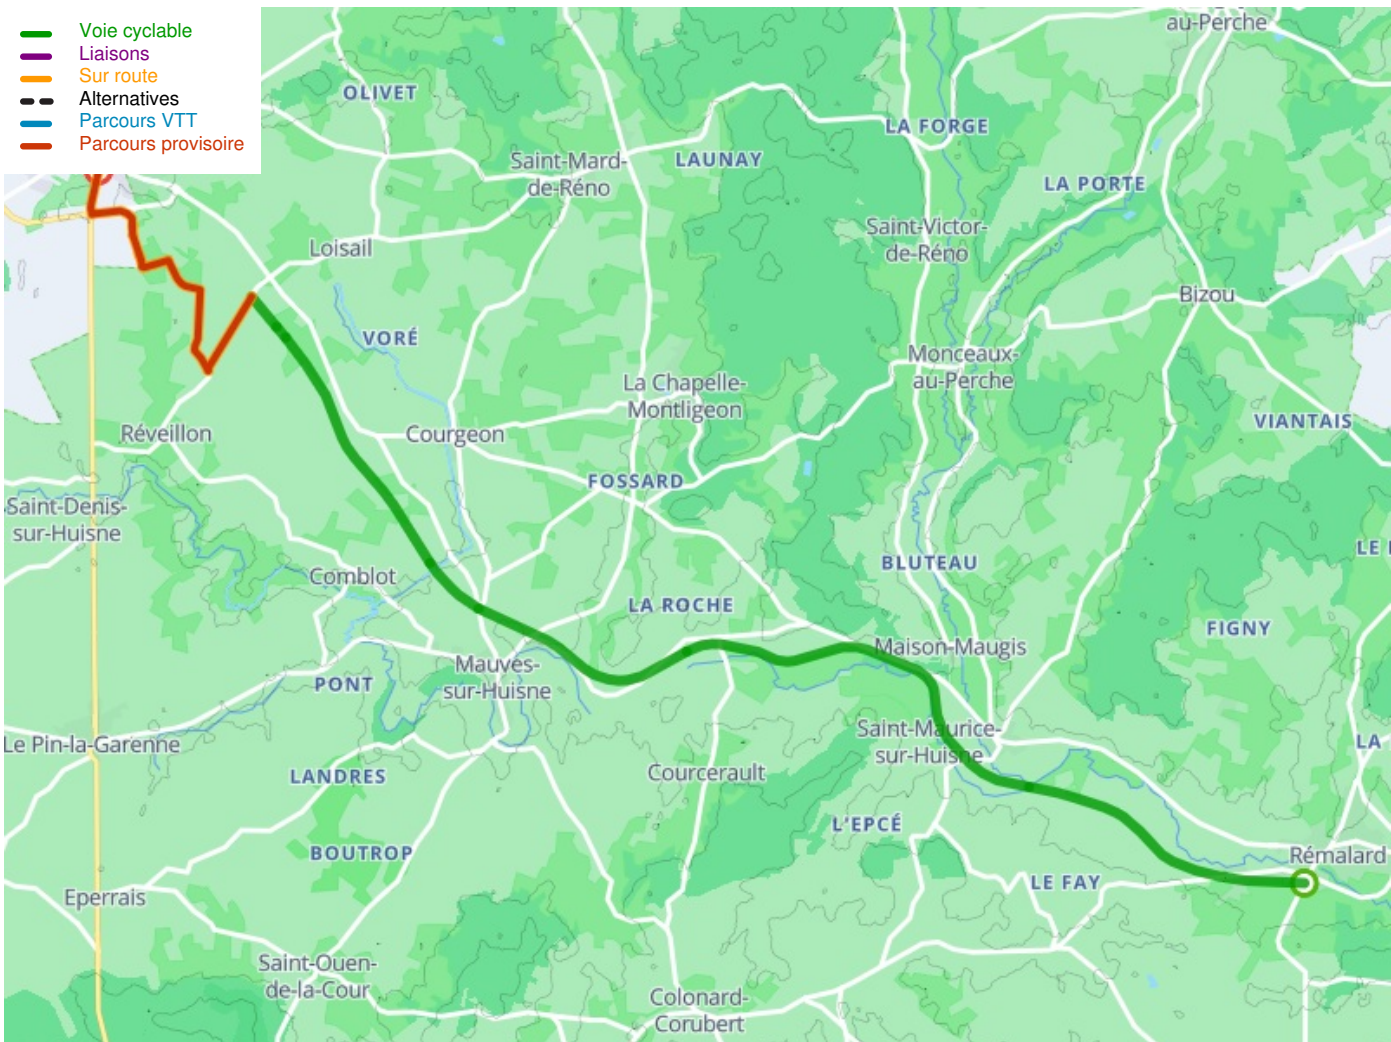 Voie cyclable
Liaisons
Sur route
Alternatives
Parcours VTT
Parcours provisoire
au-Perche
OLIVET
LA FORGE
Saint-Mard-
de-Réno
LAUNAY
LA PORTE
Loisail
Saint-Victor-
de-Réno
Bizou
VORÉ
Monceaux-
au-Perche
La Chapelle-
Montligeon
VIANTAIS
Réveillon
Courgeon
FOSSARD
Saint-Denis-
sur-Huisne
LE
BLUTEAU
Comblot
LA ROCHE
FIGNY
Maison-Maugis
Mauves-
sur-Huisne
PONT
Saint-Maurice-
sur-Huisne
Le Pin-la-Garenne
LA
LANDRES
Courcerault
L'EPCÉ
BOUTROP
Rémalard
LE FAY
Eperrais
Saint-Ouen-
de-la-Cour
Colonard-
Corubert